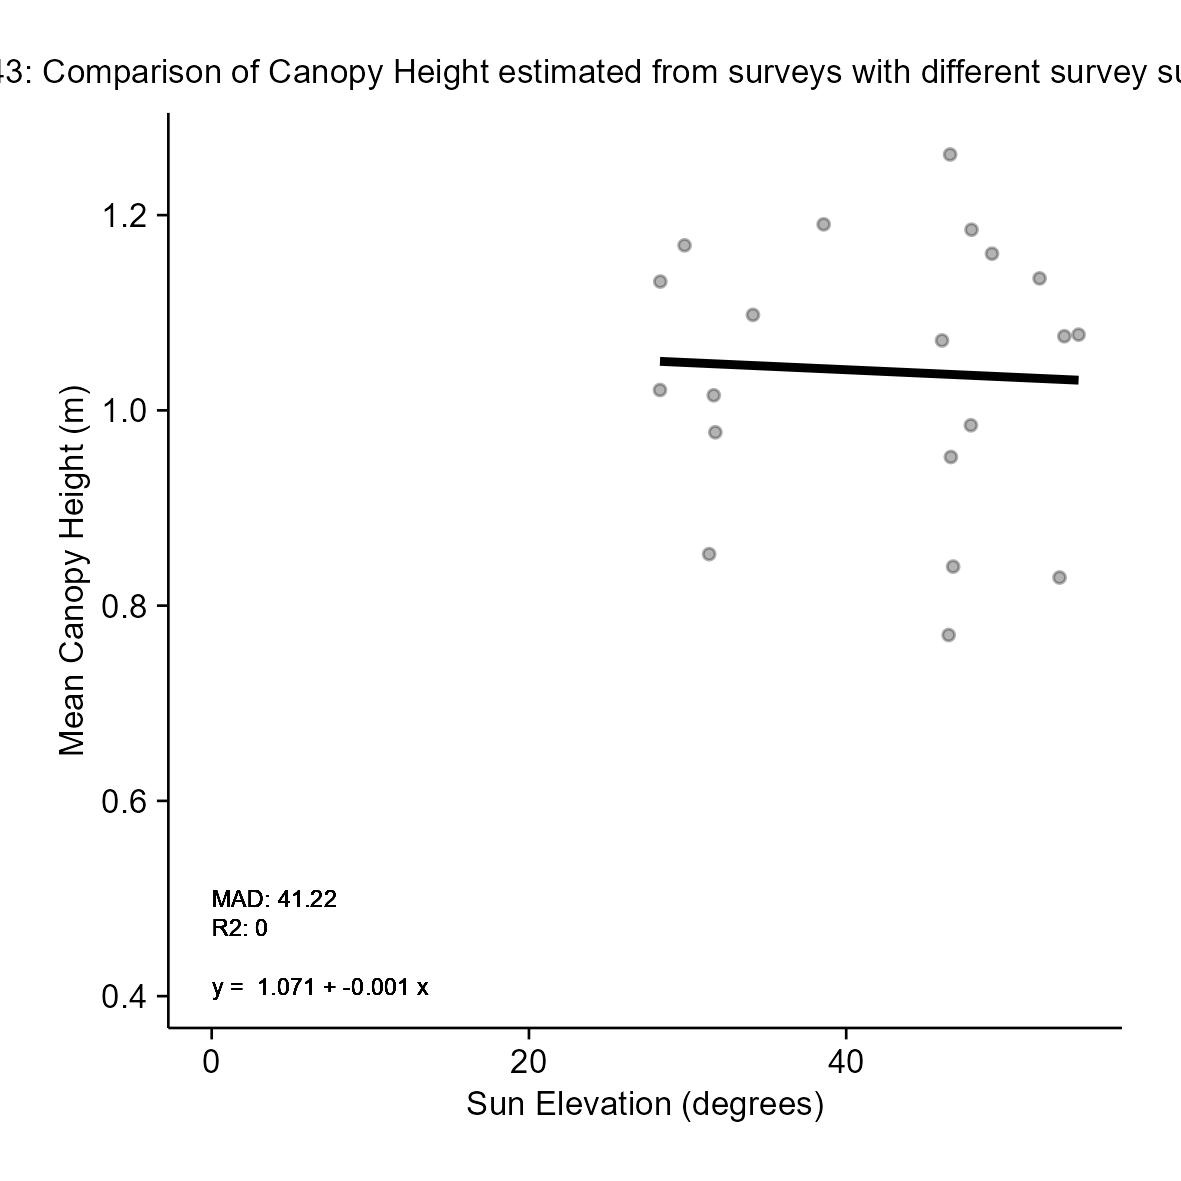 3: Comparison of Canopy Height estimated from surveys with different survey
1.2
1.0
0.8
0.6
0.4
Mean Canopy Height (m)
MAD: 41.22
R2: 0
y = 1.071 + -0.001 x
0 20 40
Sun Elevation (degrees)